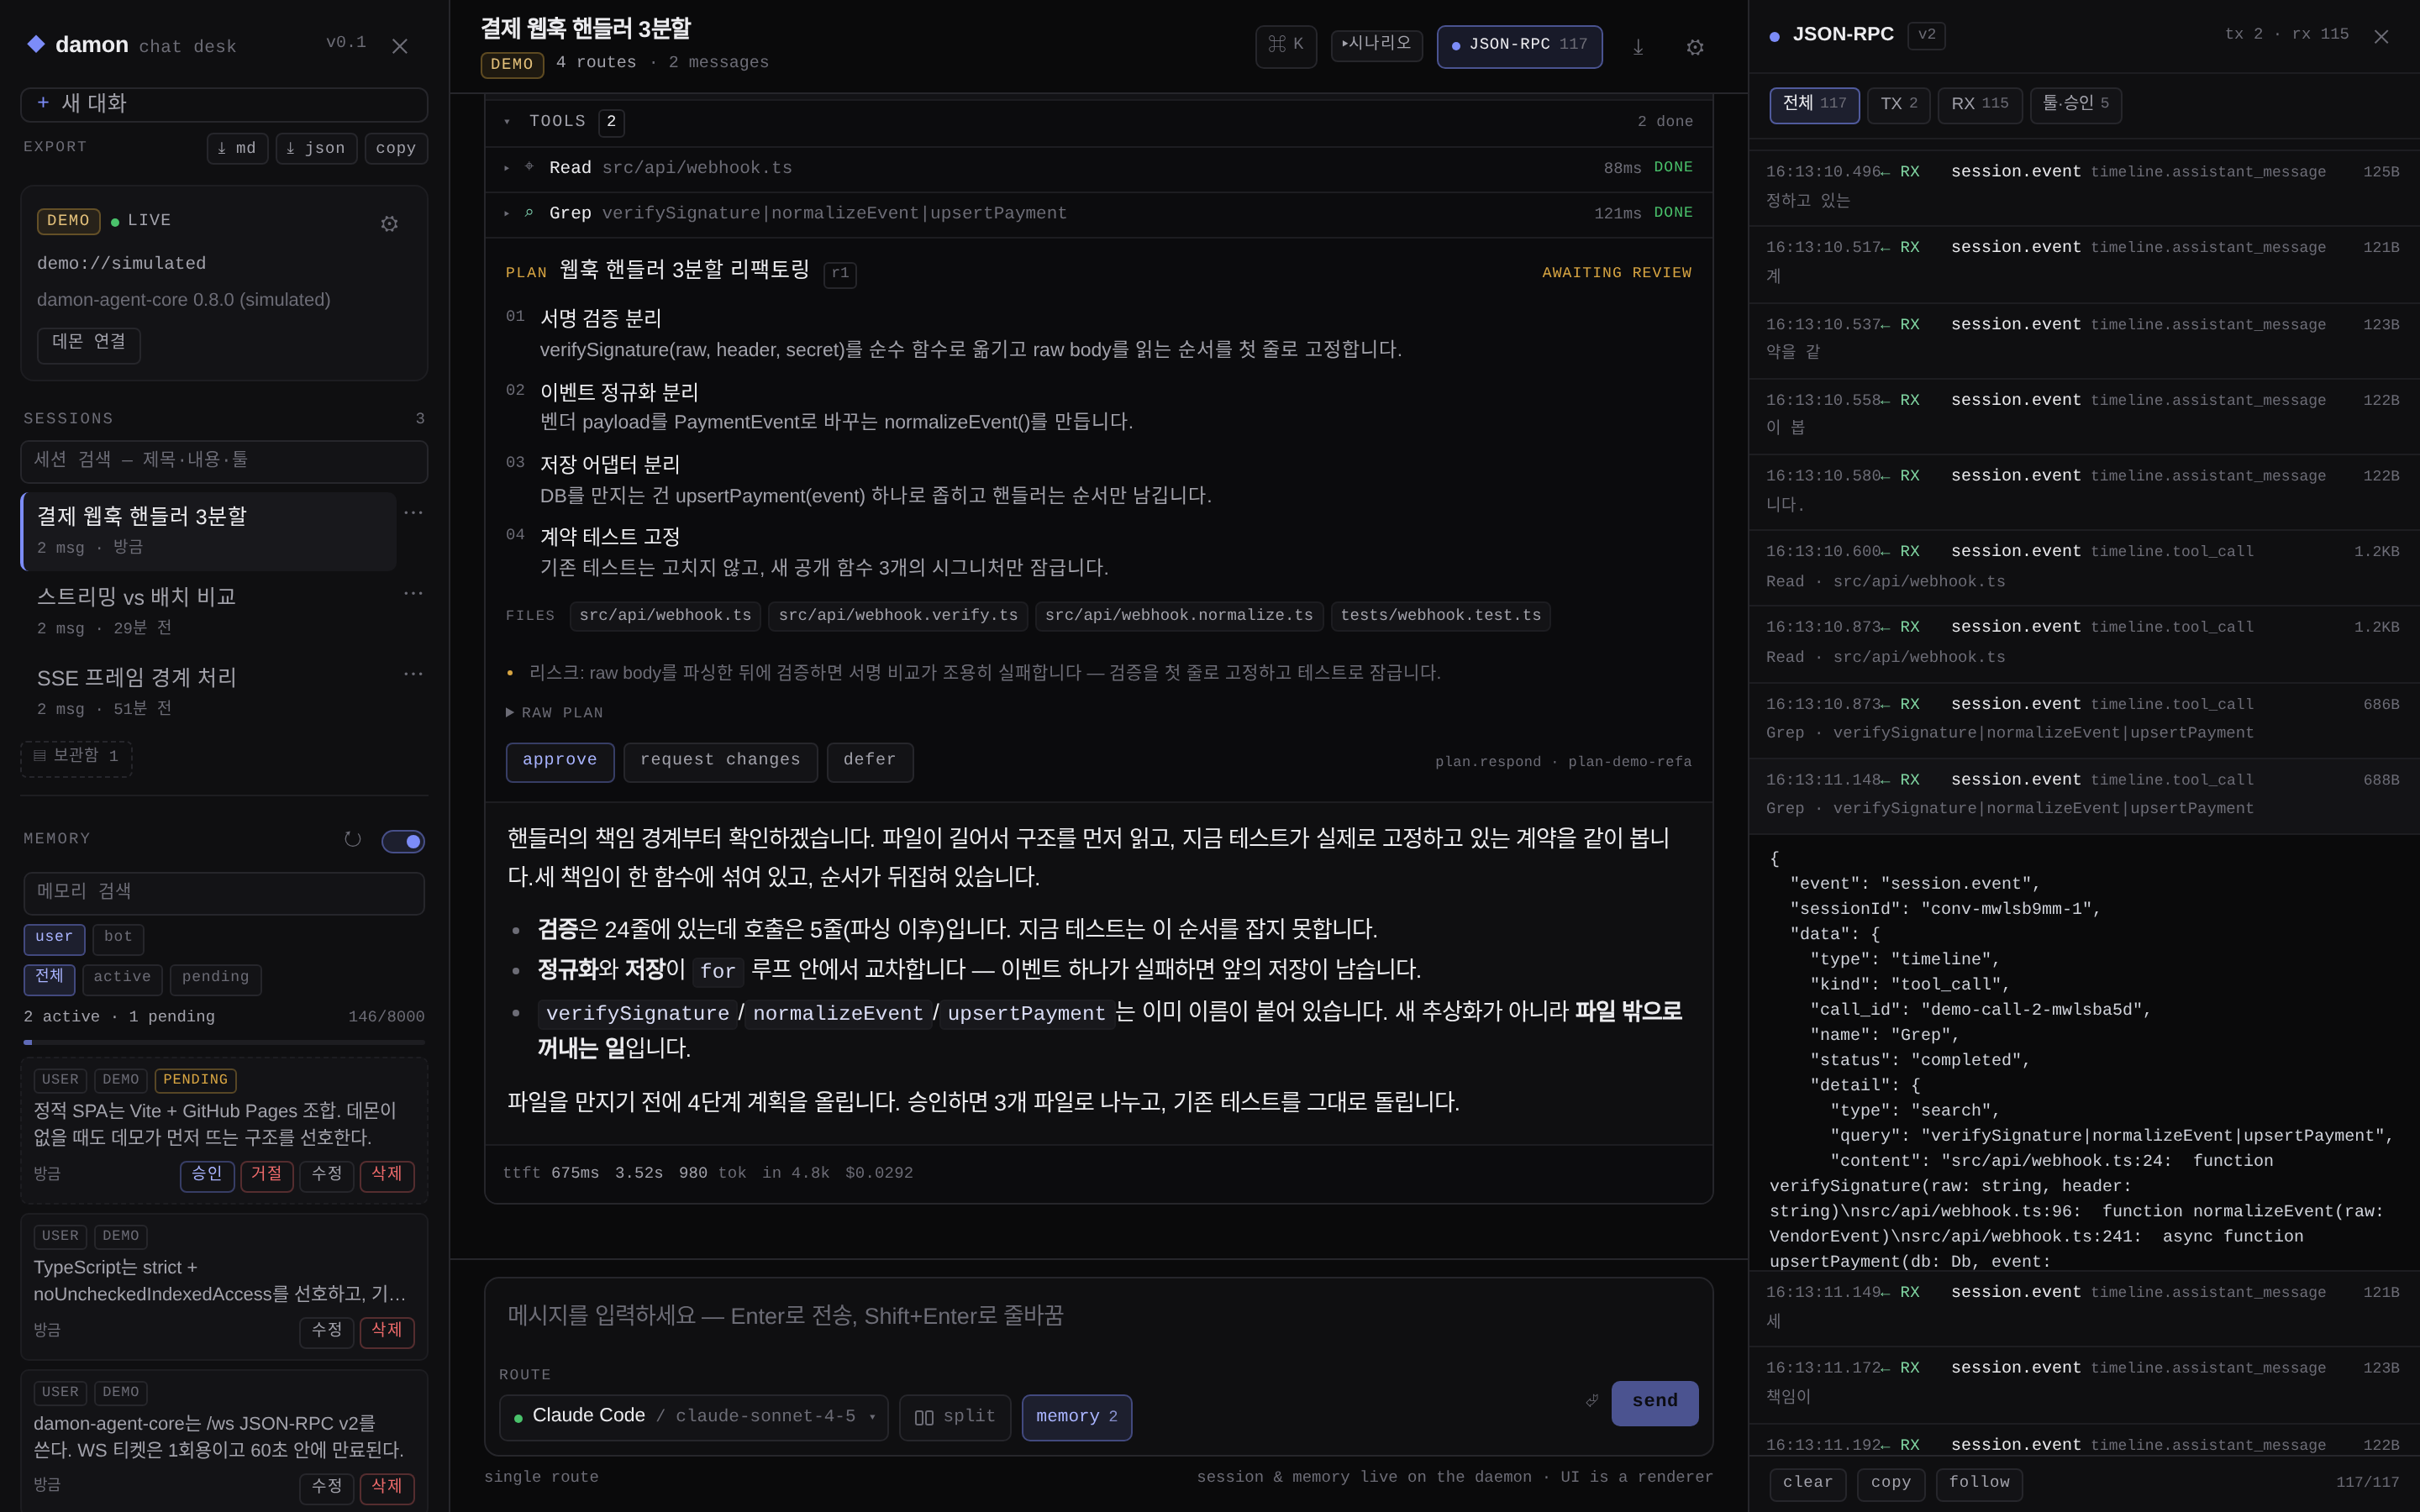 damon chat desk v0.1
+ 새 대화
EXPORT md json copy
DEMO LIVE
demo://simulated
damon-agent-core 0.8.0 (simulated)
데몬 연결
SESSIONS 3
세션 검색 — 제목·내용·툴
결제 웹훅 핸들러 3분할 ···
2 msg · 방금
스트리밍 vs 배치 비교 ···
2 msg · 29분 전
SSE 프레임 경계 처리 ···
2 msg · 51분 전
보관함 1
MEMORY
메모리 검색
user bot
전체 active pending
2 active · 1 pending 146/8000
USER DEMO PENDING
정적 SPA는 Vite + GitHub Pages 조합. 데몬이
없을 때도 데모가 먼저 뜨는 구조를 선호한다.
방금 승인 거절 수정 삭제
USER DEMO
TypeScript는 strict +
noUncheckedIndexedAccess를 선호하고, 기…
방금 수정 삭제
USER DEMO
damon-agent-core는 /ws JSON-RPC v2를
쓴다. WS 티켓은 1회용이고 60초 안에 만료된다.
방금 수정 삭제
결제 웹훅 핸들러 3분할
DEMO 4 routes · 2 messages
⌘ K 시나리오 JSON-RPC 117
TOOLS 2 2 done
Read src/api/webhook.ts 88ms DONE
Grep verifySignature|normalizeEvent|upsertPayment 121ms DONE
PLAN 웹훅 핸들러 3분할 리팩토링 r1 AWAITING REVIEW
01 서명 검증 분리
verifySignature(raw, header, secret)를 순수 함수로 옮기고 raw body를 읽는 순서를 첫 줄로 고정합니다.
02 이벤트 정규화 분리
벤더 payload를 PaymentEvent로 바꾸는 normalizeEvent()를 만듭니다.
03 저장 어댑터 분리
DB를 만지는 건 upsertPayment(event) 하나로 좁히고 핸들러는 순서만 남깁니다.
04 계약 테스트 고정
기존 테스트는 고치지 않고, 새 공개 함수 3개의 시그니처만 잠급니다.
FILES src/api/webhook.ts src/api/webhook.verify.ts src/api/webhook.normalize.ts tests/webhook.test.ts
• 리스크: raw body를 파싱한 뒤에 검증하면 서명 비교가 조용히 실패합니다 — 검증을 첫 줄로 고정하고 테스트로 잠급니다.
RAW PLAN
approve request changes defer plan.respond · plan-demo-refa
핸들러의 책임 경계부터 확인하겠습니다. 파일이 길어서 구조를 먼저 읽고, 지금 테스트가 실제로 고정하고 있는 계약을 같이 봅니
다.세 책임이 한 함수에 섞여 있고, 순서가 뒤집혀 있습니다.
• 검증은 24줄에 있는데 호출은 5줄(파싱 이후)입니다. 지금 테스트는 이 순서를 잡지 못합니다.
• 정규화와 저장이 for 루프 안에서 교차합니다 — 이벤트 하나가 실패하면 앞의 저장이 남습니다.
• verifySignature/normalizeEvent/upsertPayment는 이미 이름이 붙어 있습니다. 새 추상화가 아니라 파일 밖으로
꺼내는 일입니다.
파일을 만지기 전에 4단계 계획을 올립니다. 승인하면 3개 파일로 나누고, 기존 테스트를 그대로 돌립니다.
ttft 675ms 3.52s 980 tok in 4.8k $0.0292
메시지를 입력하세요 — Enter로 전송, Shift+Enter로 줄바꿈
ROUTE
Claude Code / claude-sonnet-4-5 split memory 2 send
single route session & memory live on the daemon · UI is a renderer
JSON-RPC v2 tx 2 · rx 115
전체 117 TX 2 RX 115 툴·승인 5
16:13:10.496← RX session.event timeline.assistant_message 125B
정하고 있는
16:13:10.517← RX session.event timeline.assistant_message 121B
계
16:13:10.537← RX session.event timeline.assistant_message 123B
약을 같
16:13:10.558← RX session.event timeline.assistant_message 122B
이 봅
16:13:10.580← RX session.event timeline.assistant_message 122B
니다.
16:13:10.600← RX session.event timeline.tool_call 1.2KB
Read · src/api/webhook.ts
16:13:10.873← RX session.event timeline.tool_call 1.2KB
Read · src/api/webhook.ts
16:13:10.873← RX session.event timeline.tool_call 686B
Grep · verifySignature|normalizeEvent|upsertPayment
16:13:11.148← RX session.event timeline.tool_call 688B
Grep · verifySignature|normalizeEvent|upsertPayment
{
"event": "session.event",
"sessionId": "conv-mwlsb9mm-1",
"data": {
"type": "timeline",
"kind": "tool_call",
"call_id": "demo-call-2-mwlsba5d",
"name": "Grep",
"status": "completed",
"detail": {
"type": "search",
"query": "verifySignature|normalizeEvent|upsertPayment",
"content": "src/api/webhook.ts:24:  function
verifySignature(raw: string, header:
string)\nsrc/api/webhook.ts:96:  function normalizeEvent(raw:
VendorEvent)\nsrc/api/webhook.ts:241:  async function
upsertPayment(db: Db, event:
16:13:11.149← RX session.event timeline.assistant_message 121B
세
16:13:11.172← RX session.event timeline.assistant_message 123B
책임이
16:13:11.192← RX session.event timeline.assistant_message 122B
clear copy follow 117/117